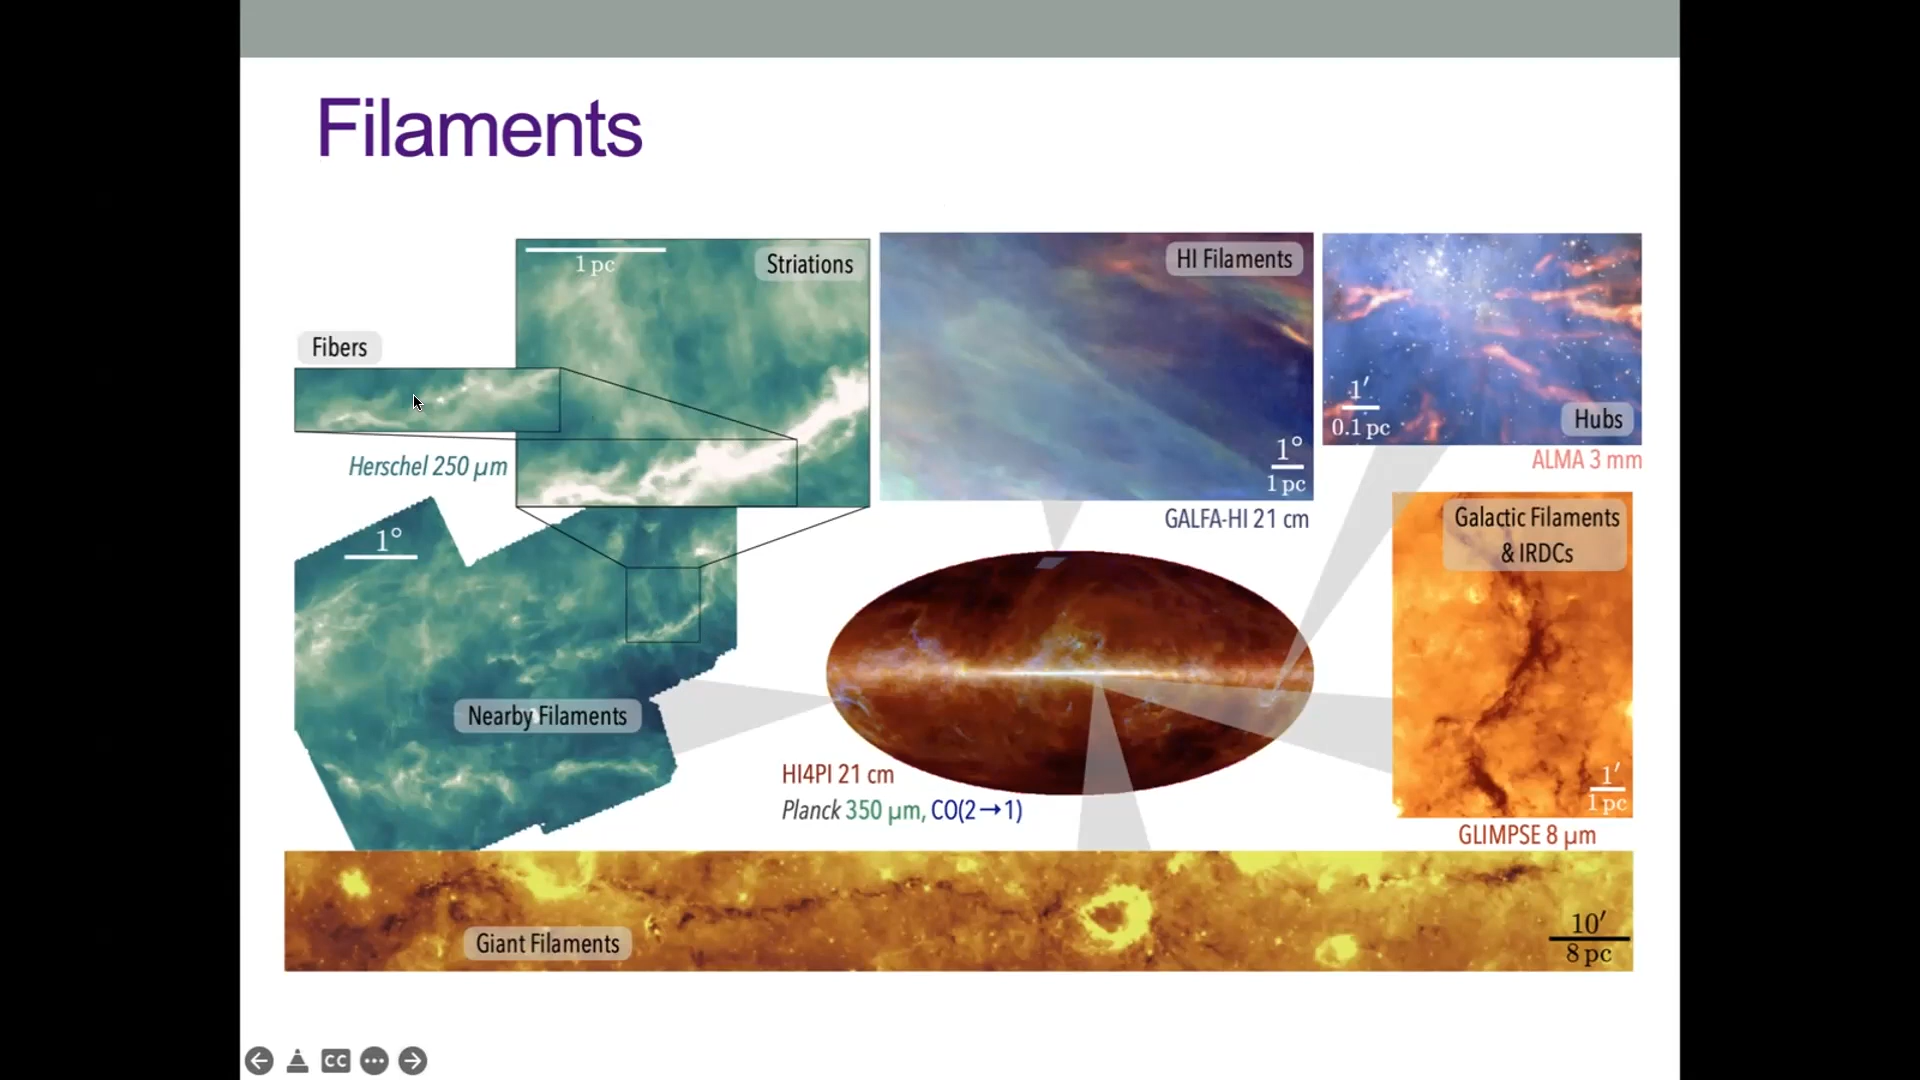 Filaments
1 pc
Striations
HI Filaments
1°
1 pc
GALFA-HI 21 cm
1′
0.1 pc
Hubs
ALMA 3 mm
Fibers
Herschel 250 µm
1°
Nearby Filaments
HI4PI 21 cm
Planck 350 µm, CO(2→1)
Galactic Filaments
& IRDCs
1′
1 pc
GLIMPSE 8 µm
Giant Filaments
10′
8 pc
CC